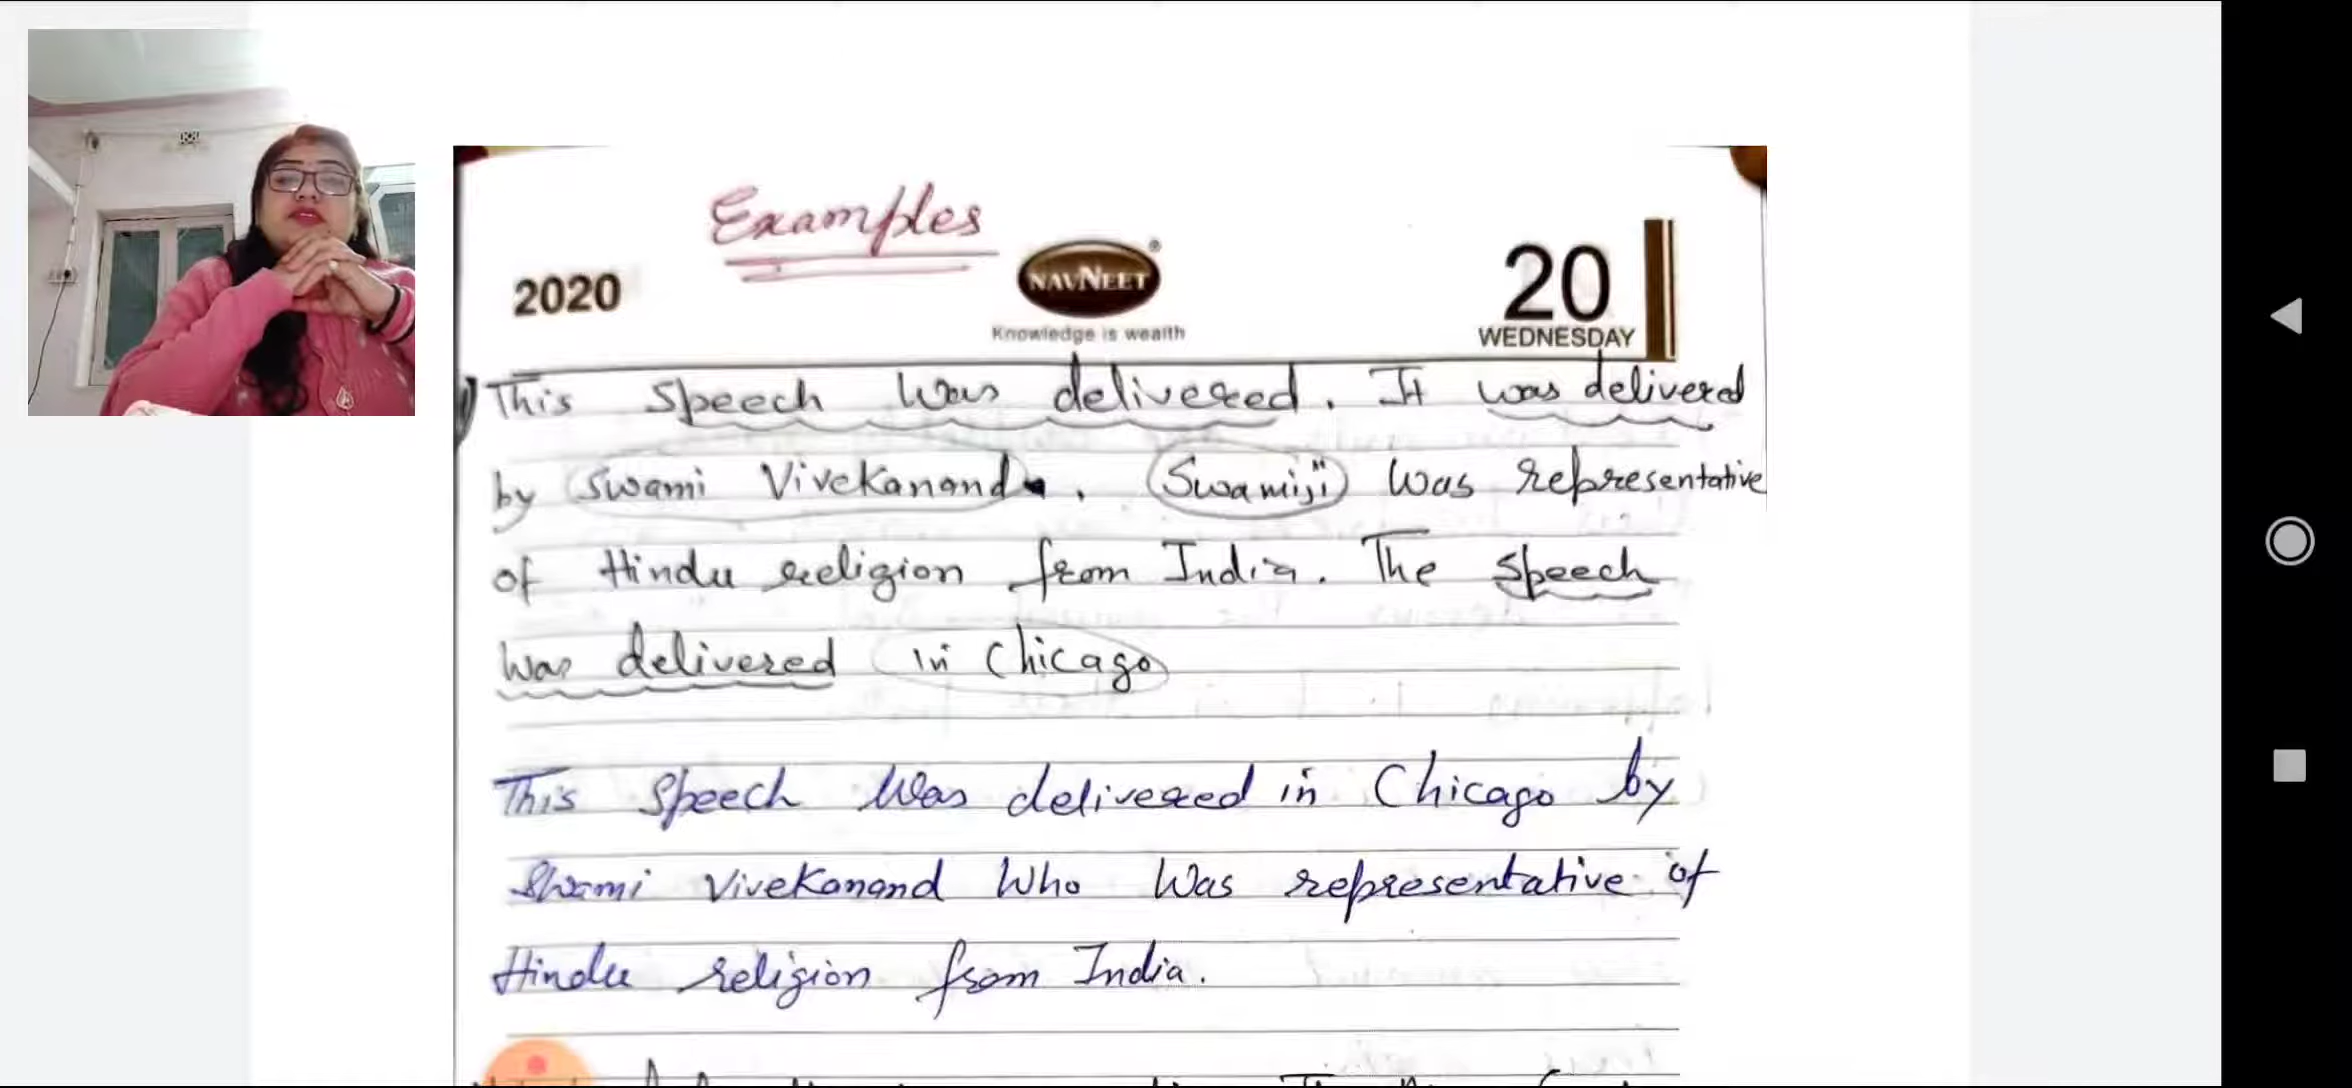 Examples
2020
NAVNEET
®
Knowledge is wealth
20
WEDNESDAY
1) This speech was delivered. It was delivered
by Swami Vivekanand. Swamiji was representative
of Hindu religion from India. The speech
was delivered in Chicago
This speech was delivered in Chicago by
Swami Vivekanand who was representative of
Hindu religion from India.